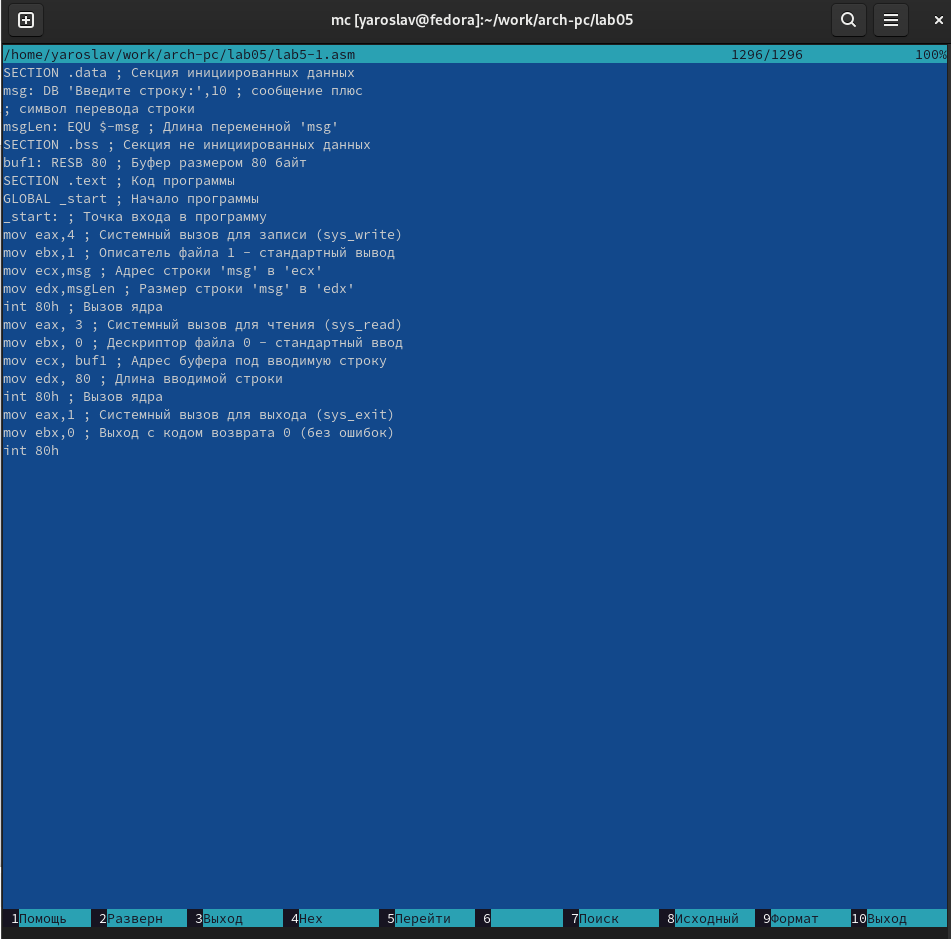 mc [yaroslav@fedora]:~/work/arch-pc/lab05
/home/yaroslav/work/arch-pc/lab05/lab5-1.asm 1296/1296 100%
SECTION .data ; Секция инициированных данных
msg: DB 'Введите строку:',10 ; сообщение плюс
; символ перевода строки
msgLen: EQU $-msg ; Длина переменной 'msg'
SECTION .bss ; Секция не инициированных данных
buf1: RESB 80 ; Буфер размером 80 байт
SECTION .text ; Код программы
GLOBAL _start ; Начало программы
_start: ; Точка входа в программу
mov eax,4 ; Системный вызов для записи (sys_write)
mov ebx,1 ; Описатель файла 1 - стандартный вывод
mov ecx,msg ; Адрес строки 'msg' в 'ecx'
mov edx,msgLen ; Размер строки 'msg' в 'edx'
int 80h ; Вызов ядра
mov eax, 3 ; Системный вызов для чтения (sys_read)
mov ebx, 0 ; Дескриптор файла 0 - стандартный ввод
mov ecx, buf1 ; Адрес буфера под вводимую строку
mov edx, 80 ; Длина вводимой строки
int 80h ; Вызов ядра
mov eax,1 ; Системный вызов для выхода (sys_exit)
mov ebx,0 ; Выход с кодом возврата 0 (без ошибок)
int 80h
1Помощь 2Разверн 3Выход 4Hex 5Перейти 6 7Поиск 8Исходный 9Формат 10Выход